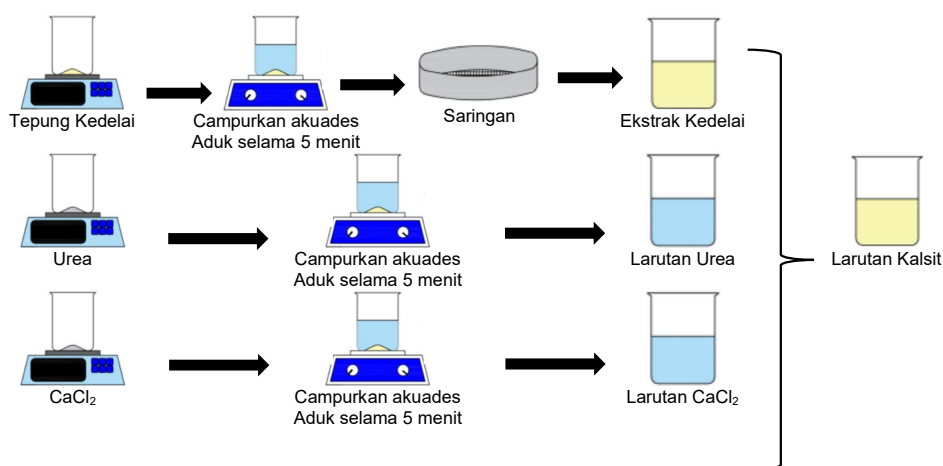 Tepung Kedelai
Campurkan akuades
Aduk selama 5 menit
Saringan
Ekstrak Kedelai
Urea
Campurkan akuades
Aduk selama 5 menit
Larutan Urea
Larutan Kalsit
CaCl₂
Campurkan akuades
Aduk selama 5 menit
Larutan CaCl₂